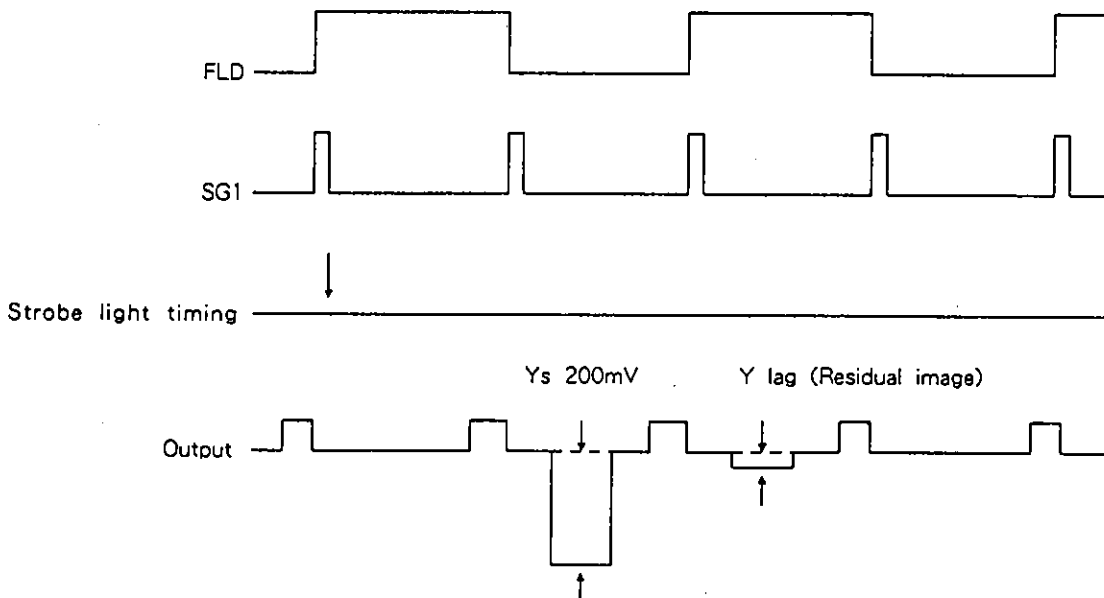 FLD
SG1
Strobe light timing
Ys 200mV
Y lag (Residual image)
Output